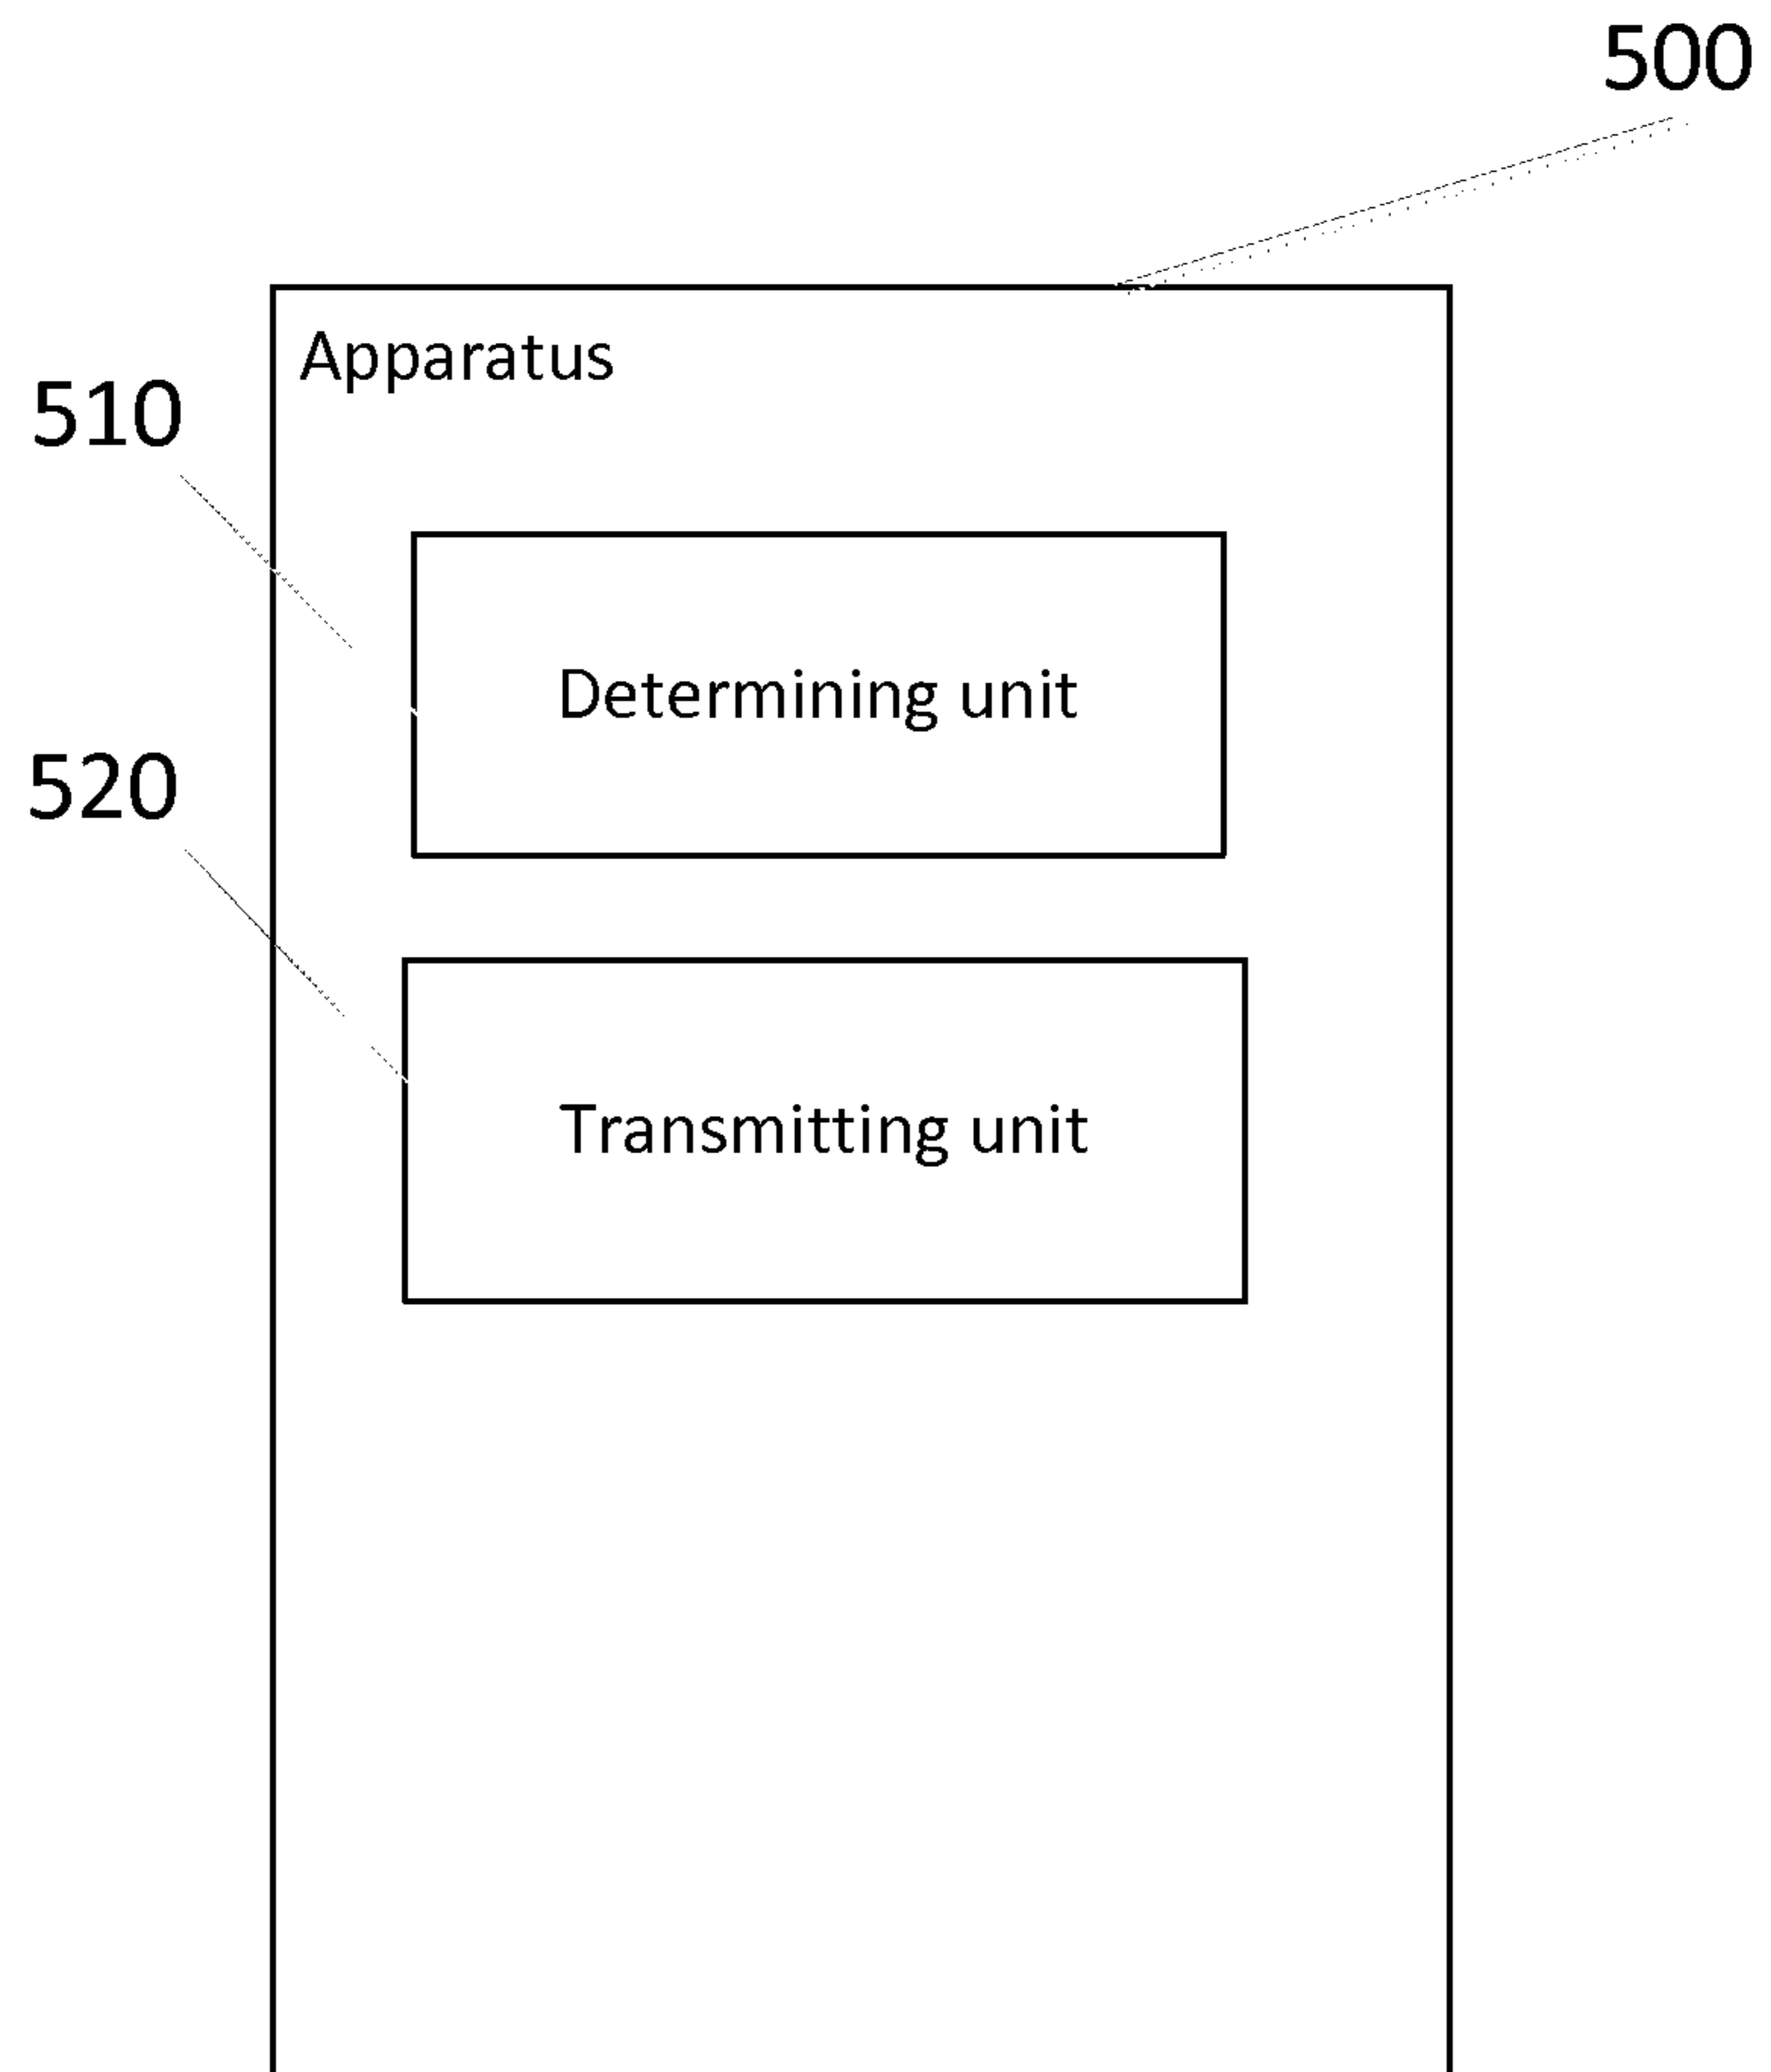 500
Apparatus
510
Determining unit
520
Transmitting unit